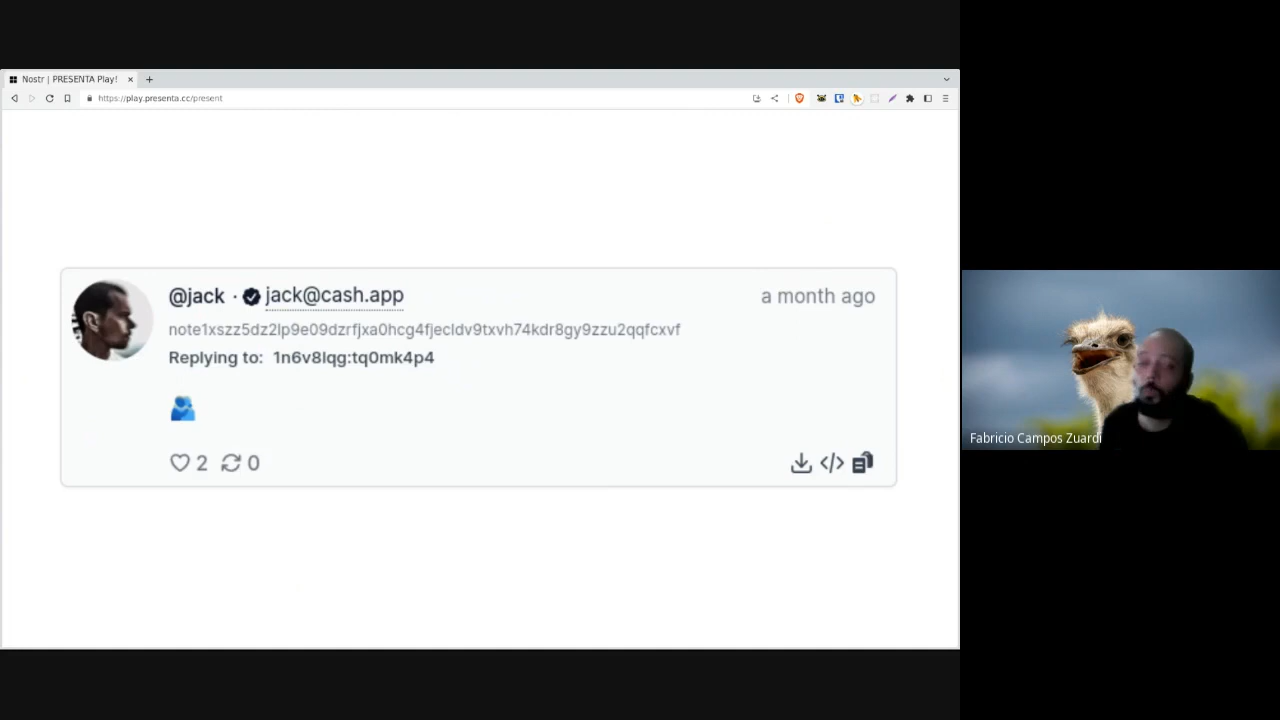 Nostr | PRESENTA Play!
https://play.presenta.cc/present
@jack · jack@cash.app
a month ago
note1xszz5dz2lp9e09dzrfjxa0hcg4fjecldv9txvh74kdr8gy9zzu2qqfcxvf
Replying to: 1n6v8lqg:tq0mk4p4
2
0
Fabricio Campos Zuardi